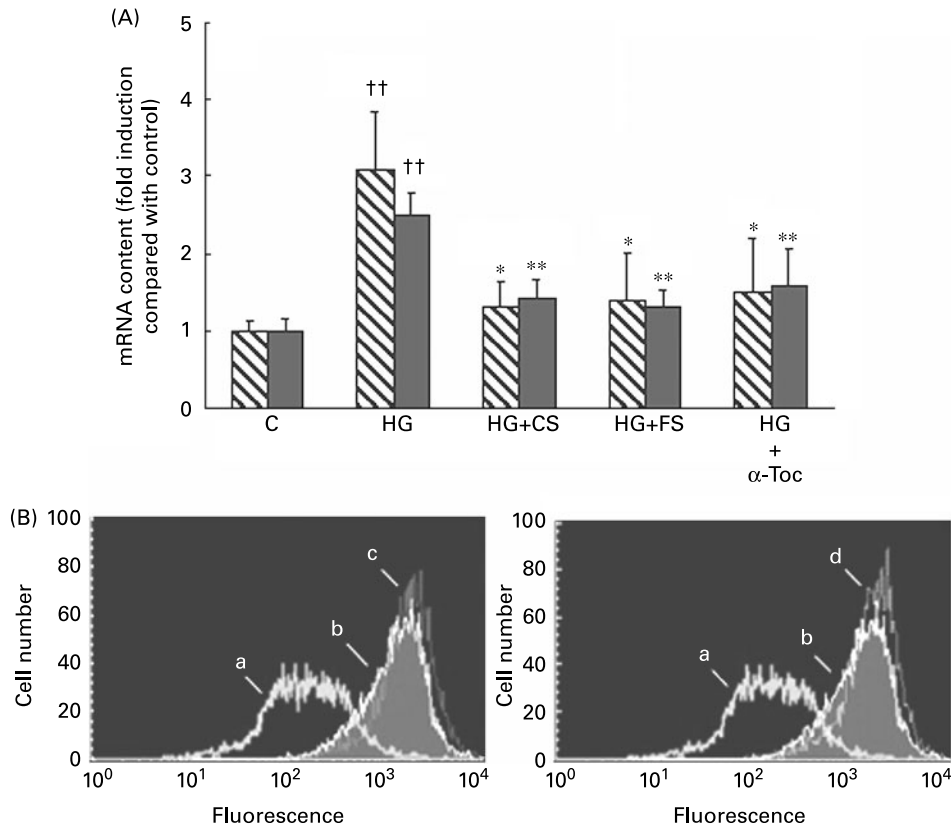 (A)
mRNA content (fold induction
compared with control)
5
4
3
2
1
0
††
††
*
**
*
**
*
**
C
HG
HG+CS
HG+FS
HG
+
α-Toc
(B)
Cell number
100
80
60
40
20
0
a
b
c
10⁰
10¹
10²
10³
10⁴
Fluorescence
Cell number
100
80
60
40
20
0
a
b
d
10⁰
10¹
10²
10³
10⁴
Fluorescence